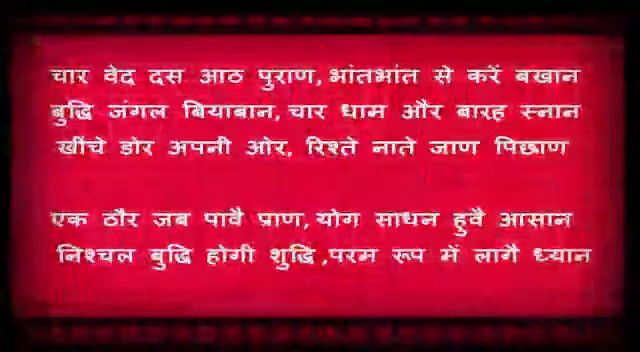 चार वेद दस आठ पुराण, भांतभांत से करें बखान
बुद्धि जंगल बियाबान, चार धाम और बारह स्नान
खींचे डोर अपनी ओर, रिश्ते नाते जाण पिछाण
एक ठौर जब पावै प्राण, योग साधन हुवै आसान
निश्चल बुद्धि होगी शुद्धि ,परम रूप में लागै ध्यान